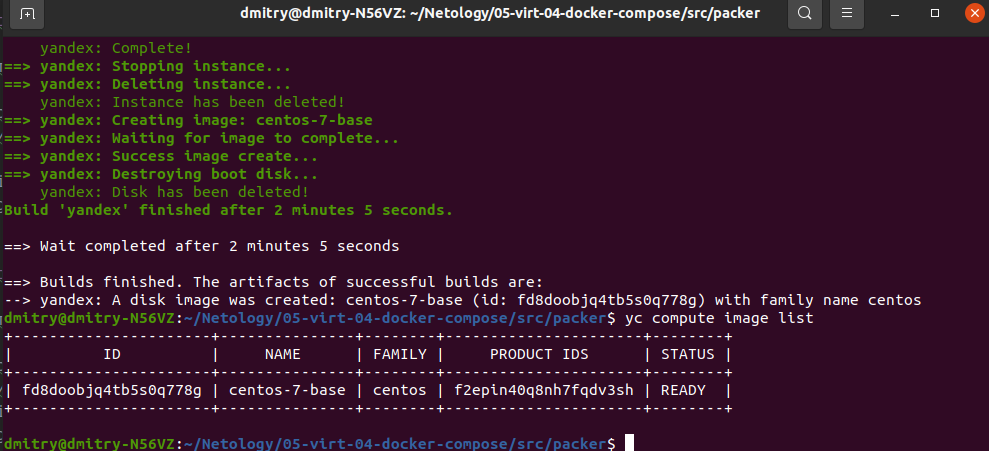 dmitry@dmitry-N56VZ: ~/Netology/05-virt-04-docker-compose/src/packer
    yandex: Complete!
==> yandex: Stopping instance...
==> yandex: Deleting instance...
    yandex: Instance has been deleted!
==> yandex: Creating image: centos-7-base
==> yandex: Waiting for image to complete...
==> yandex: Success image create...
==> yandex: Destroying boot disk...
    yandex: Disk has been deleted!
Build 'yandex' finished after 2 minutes 5 seconds.

==> Wait completed after 2 minutes 5 seconds

==> Builds finished. The artifacts of successful builds are:
--> yandex: A disk image was created: centos-7-base (id: fd8doobjq4tb5s0q778g) with family name centos
dmitry@dmitry-N56VZ:~/Netology/05-virt-04-docker-compose/src/packer$ yc compute image list
+----------------------+---------------+--------+----------------------+--------+
|          ID          |     NAME      | FAMILY |     PRODUCT IDS      | STATUS |
+----------------------+---------------+--------+----------------------+--------+
| fd8doobjq4tb5s0q778g | centos-7-base | centos | f2epin40q8nh7fqdv3sh | READY  |
+----------------------+---------------+--------+----------------------+--------+

dmitry@dmitry-N56VZ:~/Netology/05-virt-04-docker-compose/src/packer$